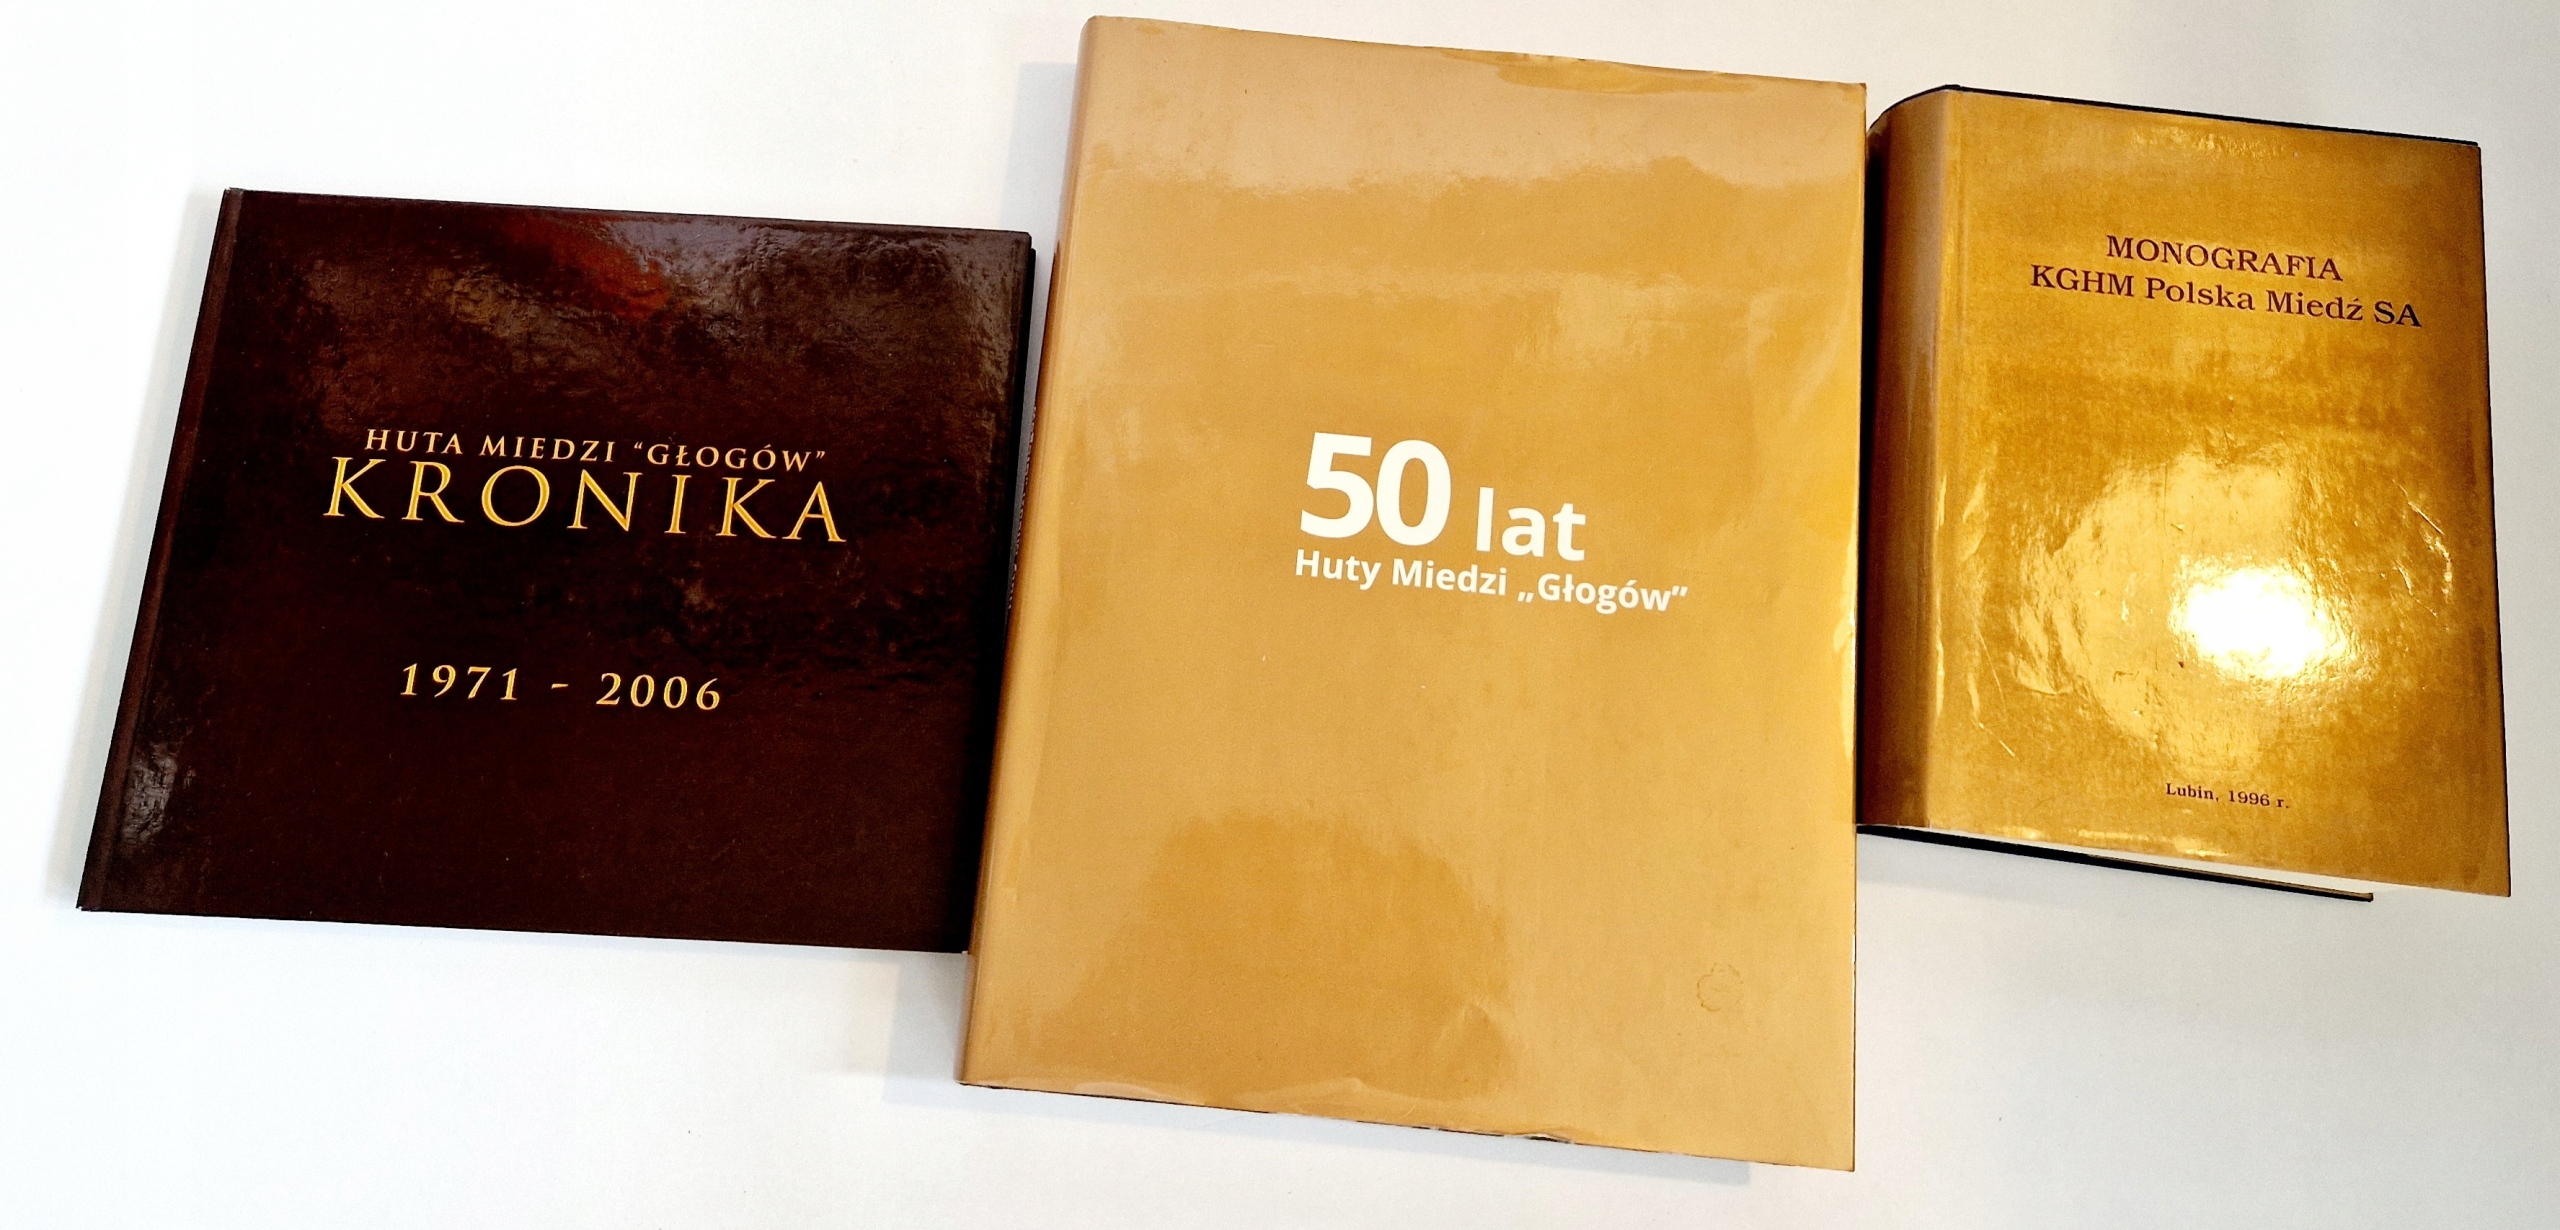 HUTA MIEDZI "GŁOGÓW"
KRONIKA
1971 - 2006
50 lat
Huty Miedzi „Głogów”
MONOGRAFIA
KGHM Polska Miedź SA
Lubin, 1996 r.